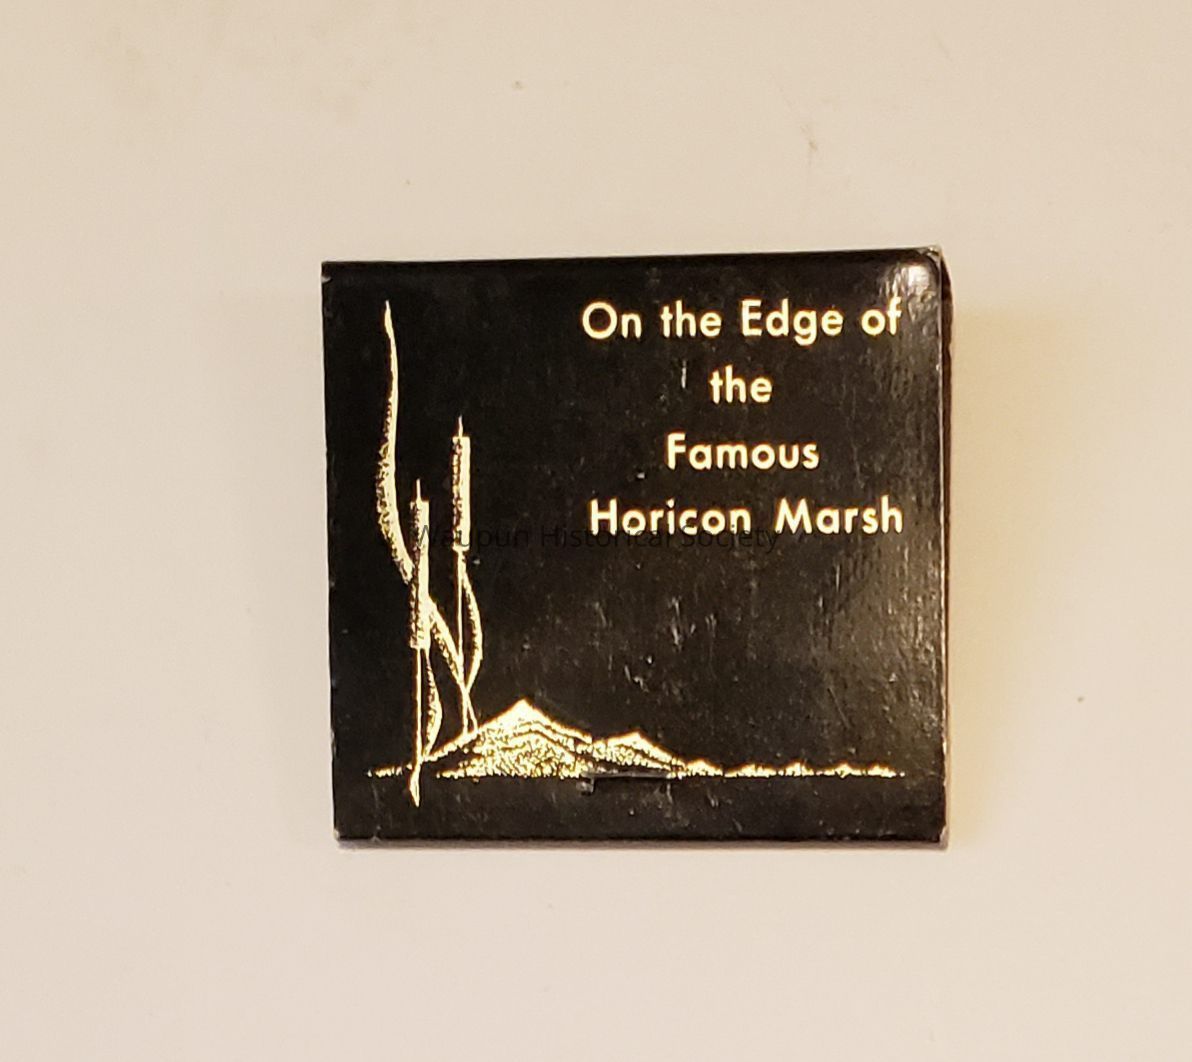 On the Edge of
the
Famous
Horicon Marsh
Waupun Historical Society